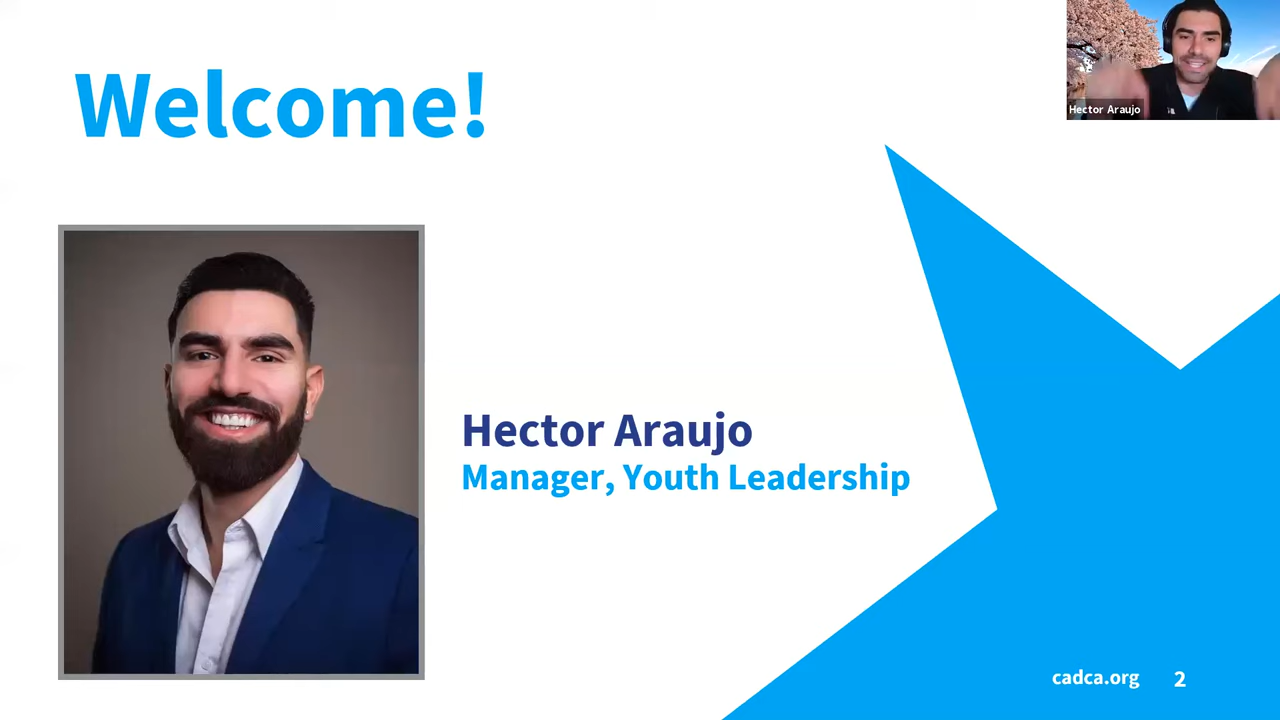 Welcome!
Hector Araujo
Hector Araujo
Manager, Youth Leadership
cadca.org 2